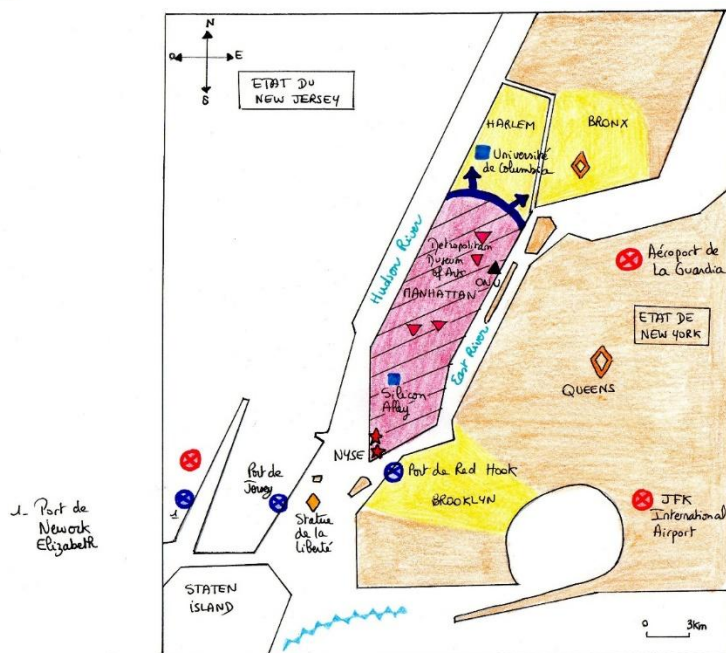 N
O E
S
ETAT DU
NEW JERSEY
HARLEM
BRONX
Université
de Columbia
Hudson River
Metropolitan
Museum
of Arts
ONU
MANHATTAN
Aéroport de
La Guardia
ETAT DE
NEW YORK
East River
QUEENS
Silicon
Alley
NYSE
Port de Red Hook
BROOKLYN
Port de
Jersey
Statue
de la
liberté
1
1- Port de
Newark
Elizabeth
JFK
International
Airport
STATEN
ISLAND
0 3km